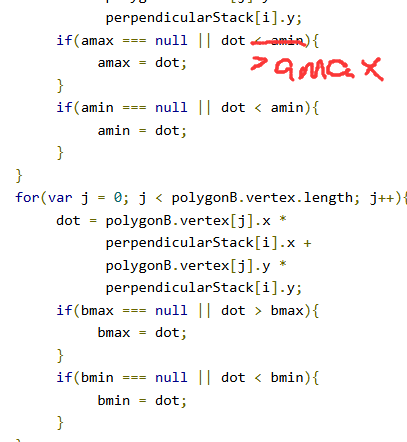 perpendicularStack[i].y;
if(amax === null || dot < amin){
> amax
amax = dot;
}
if(amin === null || dot < amin){
amin = dot;
}
}
for(var j = 0; j < polygonB.vertex.length; j++){
dot = polygonB.vertex[j].x *
perpendicularStack[i].x +
polygonB.vertex[j].y *
perpendicularStack[i].y;
if(bmax === null || dot > bmax){
bmax = dot;
}
if(bmin === null || dot < bmin){
bmin = dot;
}